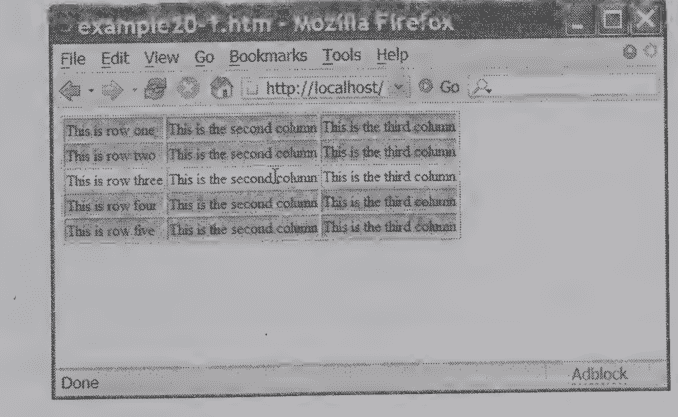 example20-1.htm - Mozilla Firefox
File Edit View Go Bookmarks Tools Help
http://localhost/ Go
This is row one This is the second column This is the third column
This is row two This is the second column This is the third column
This is row three This is the second column This is the third column
This is row four This is the second column This is the third column
This is row five This is the second column This is the third column
Done Adblock